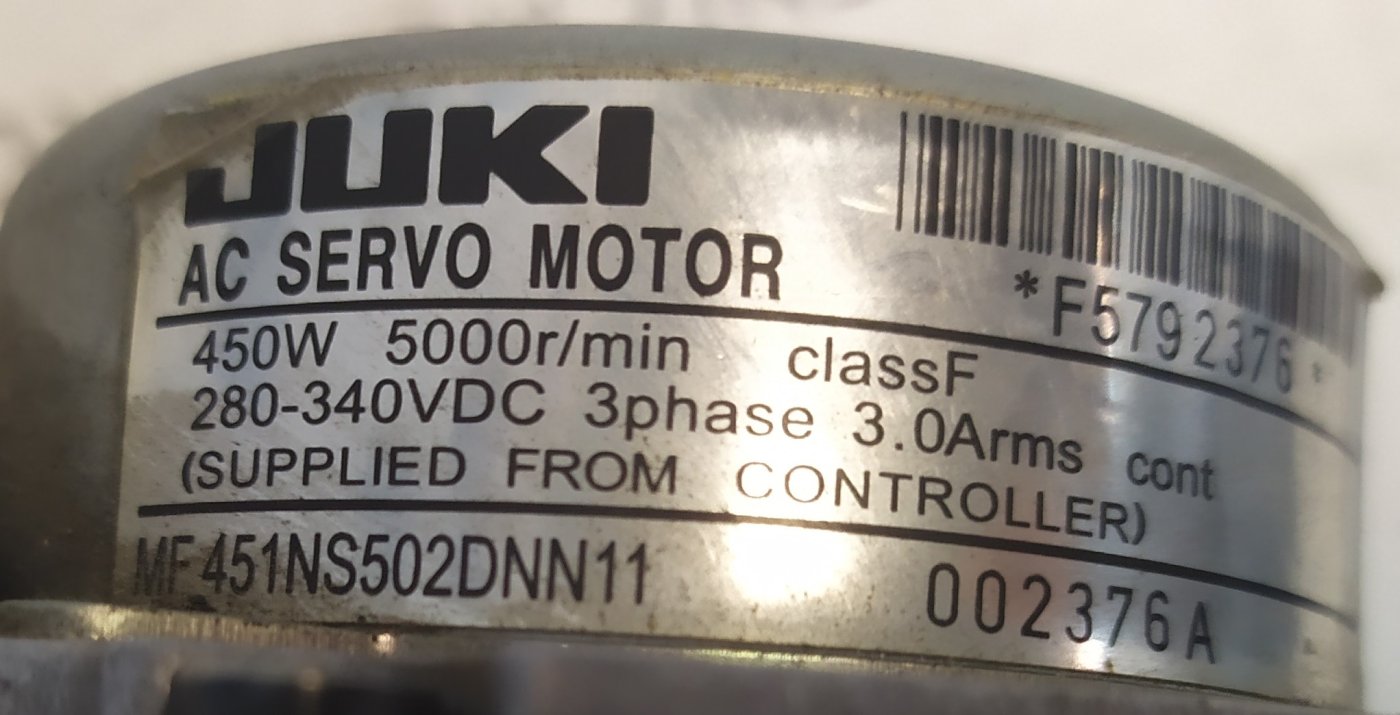 JUKI
AC SERVO MOTOR
*F5792376*
450W 5000r/min classF
280-340VDC 3phase 3.0Arms cont
(SUPPLIED FROM CONTROLLER)
MF451NS502DNN11 002376A